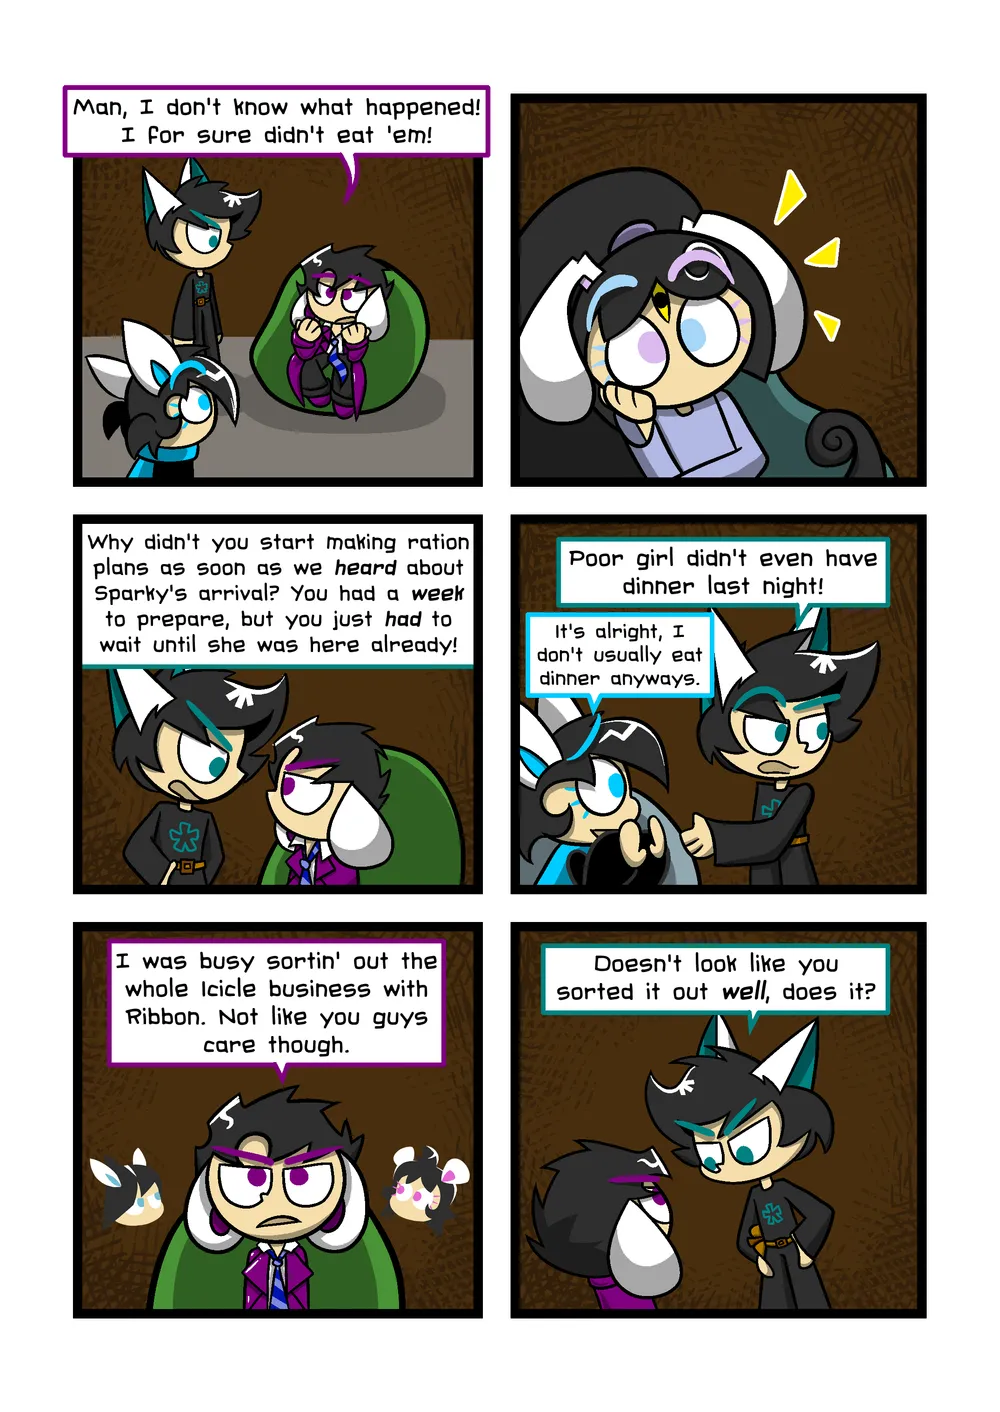 Man, I don't know what happened!
I for sure didn't eat 'em!
Why didn't you start making ration
plans as soon as we heard about
Sparky's arrival? You had a week
to prepare, but you just had to
wait until she was here already!
Poor girl didn't even have
dinner last night!
It's alright, I
don't usually eat
dinner anyways.
I was busy sortin' out the
whole Icicle business with
Ribbon. Not like you guys
care though.
Doesn't look like you
sorted it out well, does it?